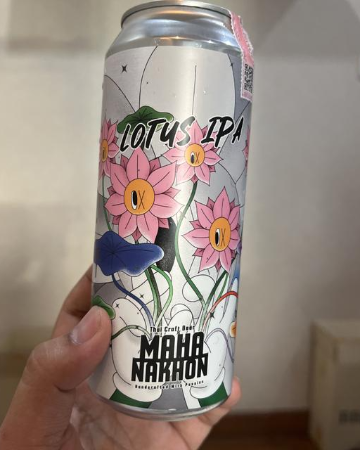 LOTUS IPA
Thai Craft Beer
MAHA
NAKHON
Handcrafted With Passion